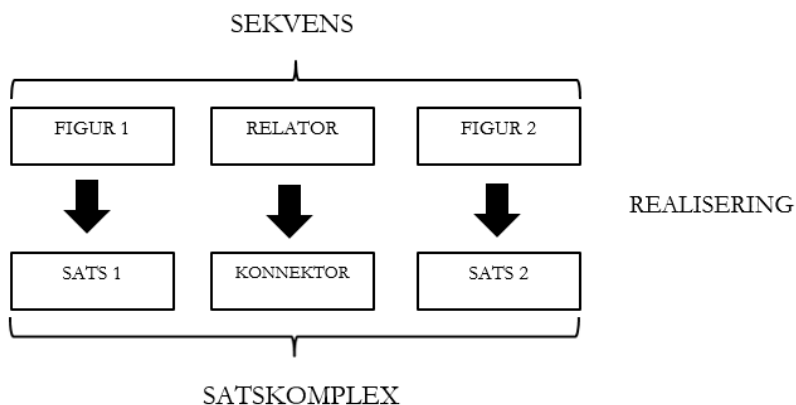 SEKVENS
FIGUR 1
RELATOR
FIGUR 2
REALISERING
SATS 1
KONNEKTOR
SATS 2
SATSKOMPLEX